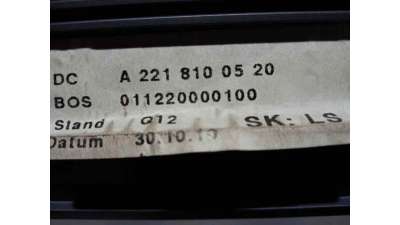 DC A 221 810 05 20
BOS 011220000100
Stand 012 SK: LS
Datum 30.10.